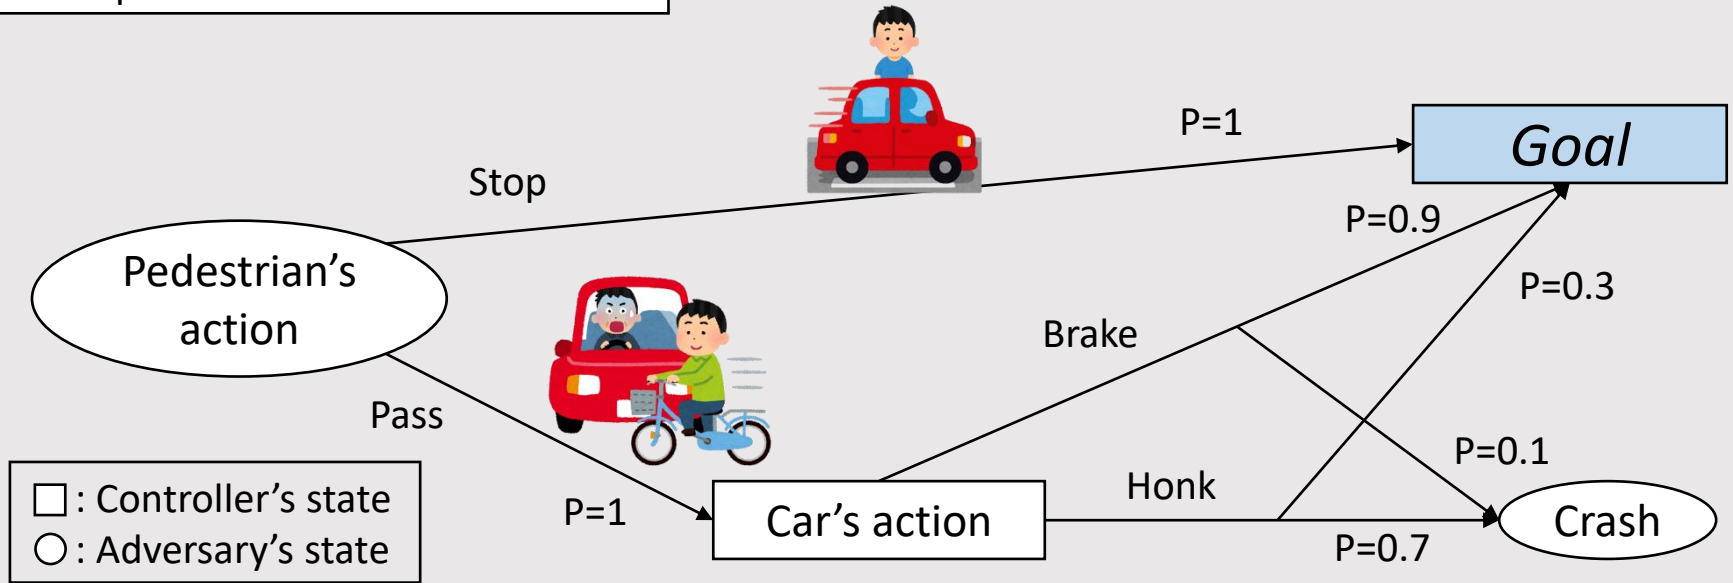 P=1
Goal
Stop
P=0.9
Pedestrian's
action
P=0.3
Brake
Pass
P=0.1
Honk
: Controller's state
P=1
Car's action
Crash
: Adversary's state
P=0.7